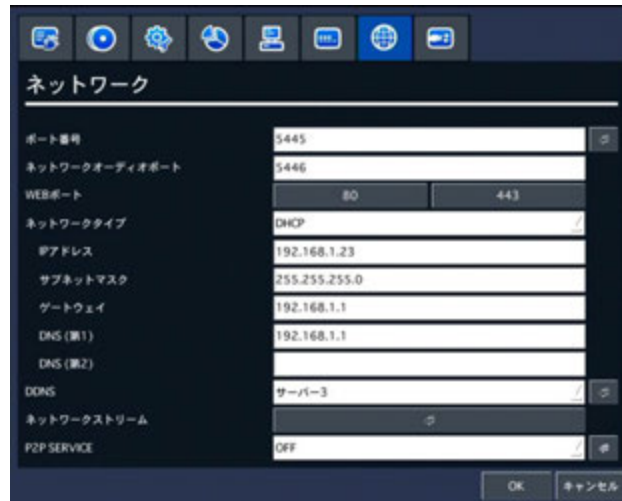 ネットワーク
ポート番号 5445
ネットワークオーディオポート 5446
WEBポート 80 443
ネットワークタイプ DHCP
IPアドレス 192.168.1.23
サブネットマスク 255.255.255.0
ゲートウェイ 192.168.1.1
DNS (第1) 192.168.1.1
DNS (第2)
DDNS サーバー3
ネットワークストリーム
P2P SERVICE OFF
OK キャンセル